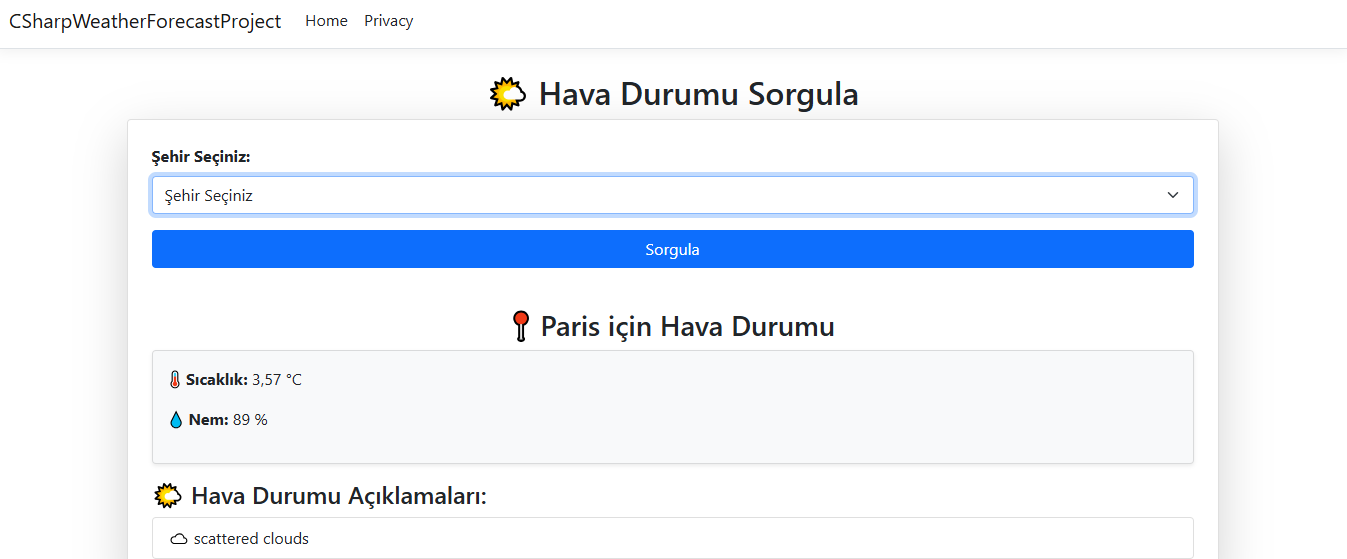 CSharpWeatherForecastProject Home Privacy
Hava Durumu Sorgula
Şehir Seçiniz:
Şehir Seçiniz
Sorgula
Paris için Hava Durumu
Sıcaklık: 3,57 °C
Nem: 89 %
Hava Durumu Açıklamaları:
scattered clouds